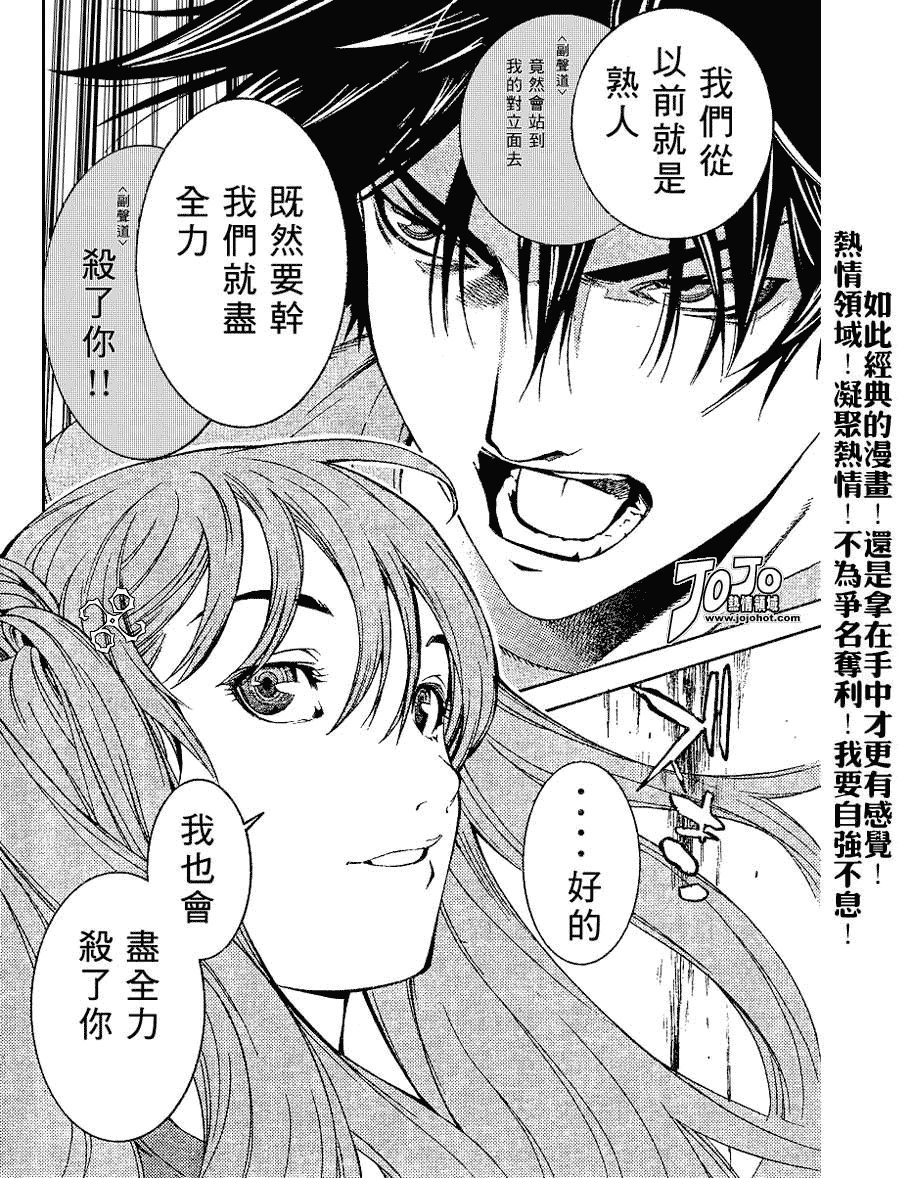 我們從
以前就是
熟人
〈副聲道〉
竟然會站到
我的對立面去
既然要幹
我們就盡
全力
〈副聲道〉
殺了你!!
····好的
我也會
盡全力
殺了你
JOJO
熱情領域
www.jojohot.com
如此經典的漫畫！還是拿在手中才更有感覺！
熱情領域！凝聚熱情！不為爭名奪利！我要自強不息！